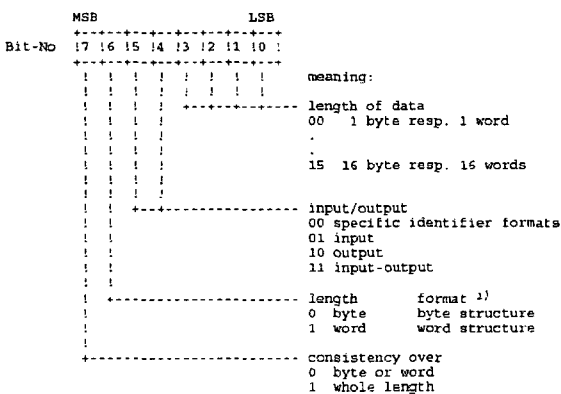 MSB LSB
Bit-No !7 !6 !5 !4 !3 !2 !1 !0 !
meaning:
length of data
00 1 byte resp. 1 word
.
.
15 16 byte resp. 16 words
input/output
00 specific identifier formats
01 input
10 output
11 input-output
length format 1)
0 byte byte structure
1 word word structure
consistency over
0 byte or word
1 whole length